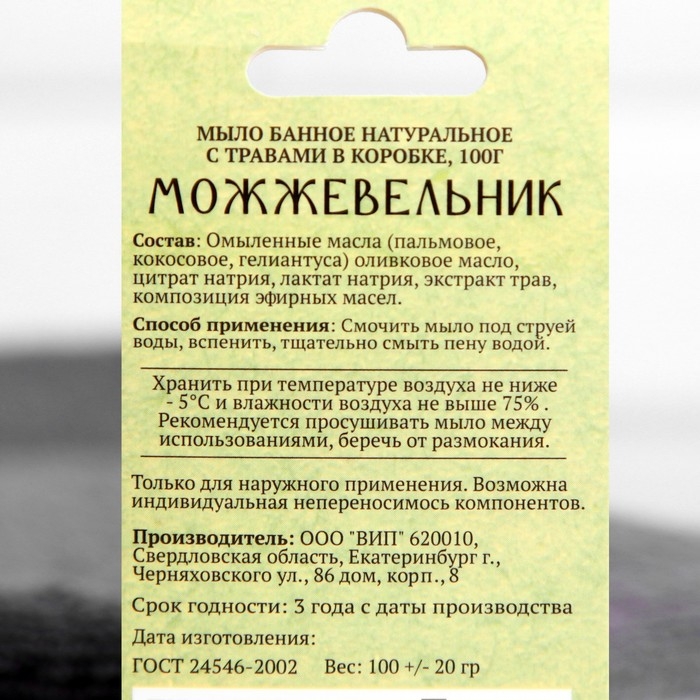 МЫЛО БАННОЕ НАТУРАЛЬНОЕ
С ТРАВАМИ В КОРОБКЕ, 100Г
МОЖЖЕВЕЛЬНИК
Состав: Омыленные масла (пальмовое,
кокосовое, гелиантуса) оливковое масло,
цитрат натрия, лактат натрия, экстракт трав,
композиция эфирных масел.
Способ применения: Смочить мыло под струей
воды, вспенить, тщательно смыть пену водой.
Хранить при температуре воздуха не ниже
- 5°С и влажности воздуха не выше 75% .
Рекомендуется просушивать мыло между
использованиями, беречь от размокания.
Только для наружного применения. Возможна
индивидуальная непереносимось компонентов.
Производитель: ООО "ВИП" 620010,
Свердловская область, Екатеринбург г.,
Черняховского ул., 86 дом, корп., 8
Срок годности: 3 года с даты производства
Дата изготовления:
ГОСТ 24546-2002 Вес: 100 +/- 20 гр